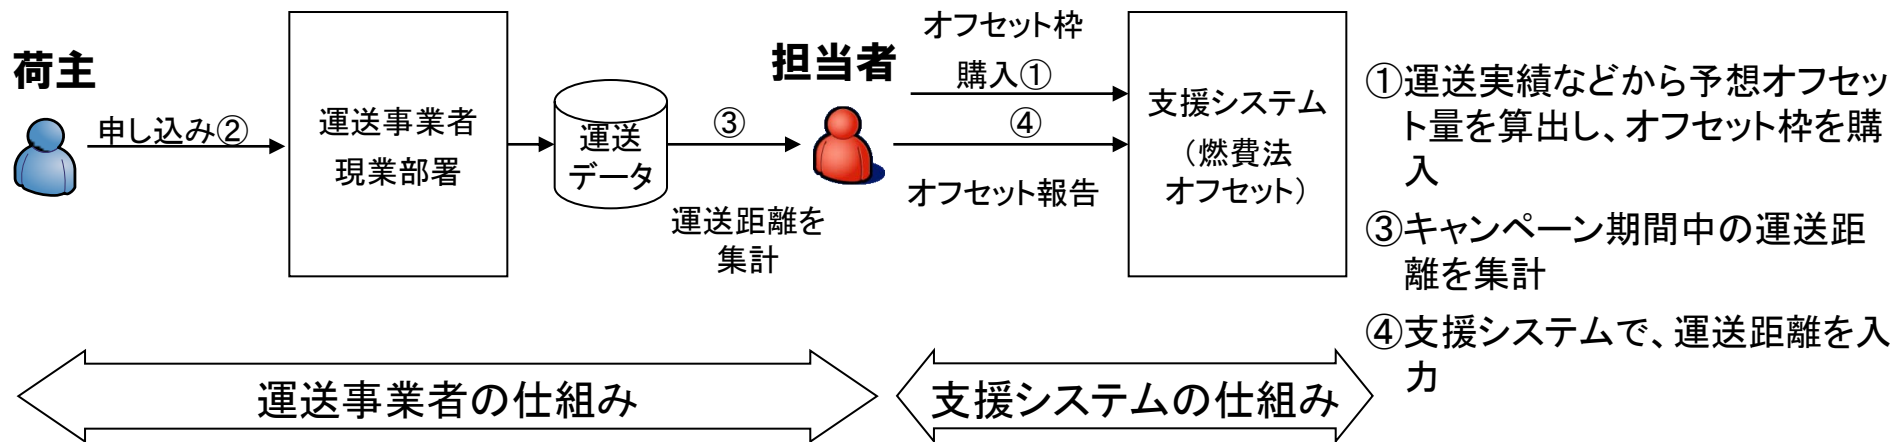 荷主
申し込み②
運送事業者
現業部署
運送
データ
③
運送距離を
集計
担当者
オフセット枠
購入①
④
オフセット報告
支援システム
（燃費法
オフセット）
①運送実績などから予想オフセッ
ト量を算出し、オフセット枠を購
入
③キャンペーン期間中の運送距
離を集計
④支援システムで、運送距離を入
力
運送事業者の仕組み
支援システムの仕組み